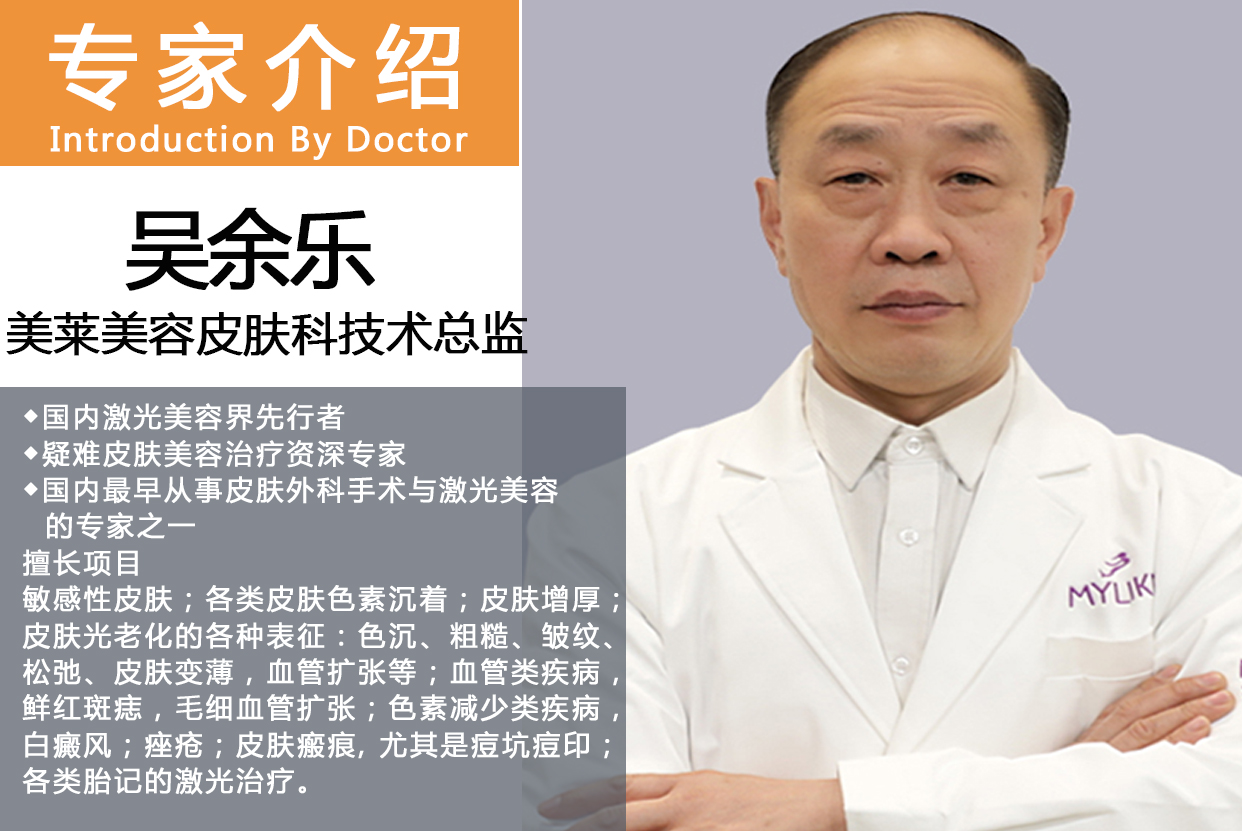 专家介绍
Introduction By Doctor
吴余乐
美莱美容皮肤科技术总监
◆国内激光美容界先行者
◆疑难皮肤美容治疗资深专家
◆国内最早从事皮肤外科手术与激光美容
的专家之一
擅长项目
敏感性皮肤；各类皮肤色素沉着；皮肤增厚；
皮肤光老化的各种表征：色沉、粗糙、皱纹、
松弛、皮肤变薄，血管扩张等；血管类疾病，
鲜红斑痣，毛细血管扩张；色素减少类疾病，
白癜风；痤疮；皮肤瘢痕, 尤其是痘坑痘印；
各类胎记的激光治疗。
MYLIK